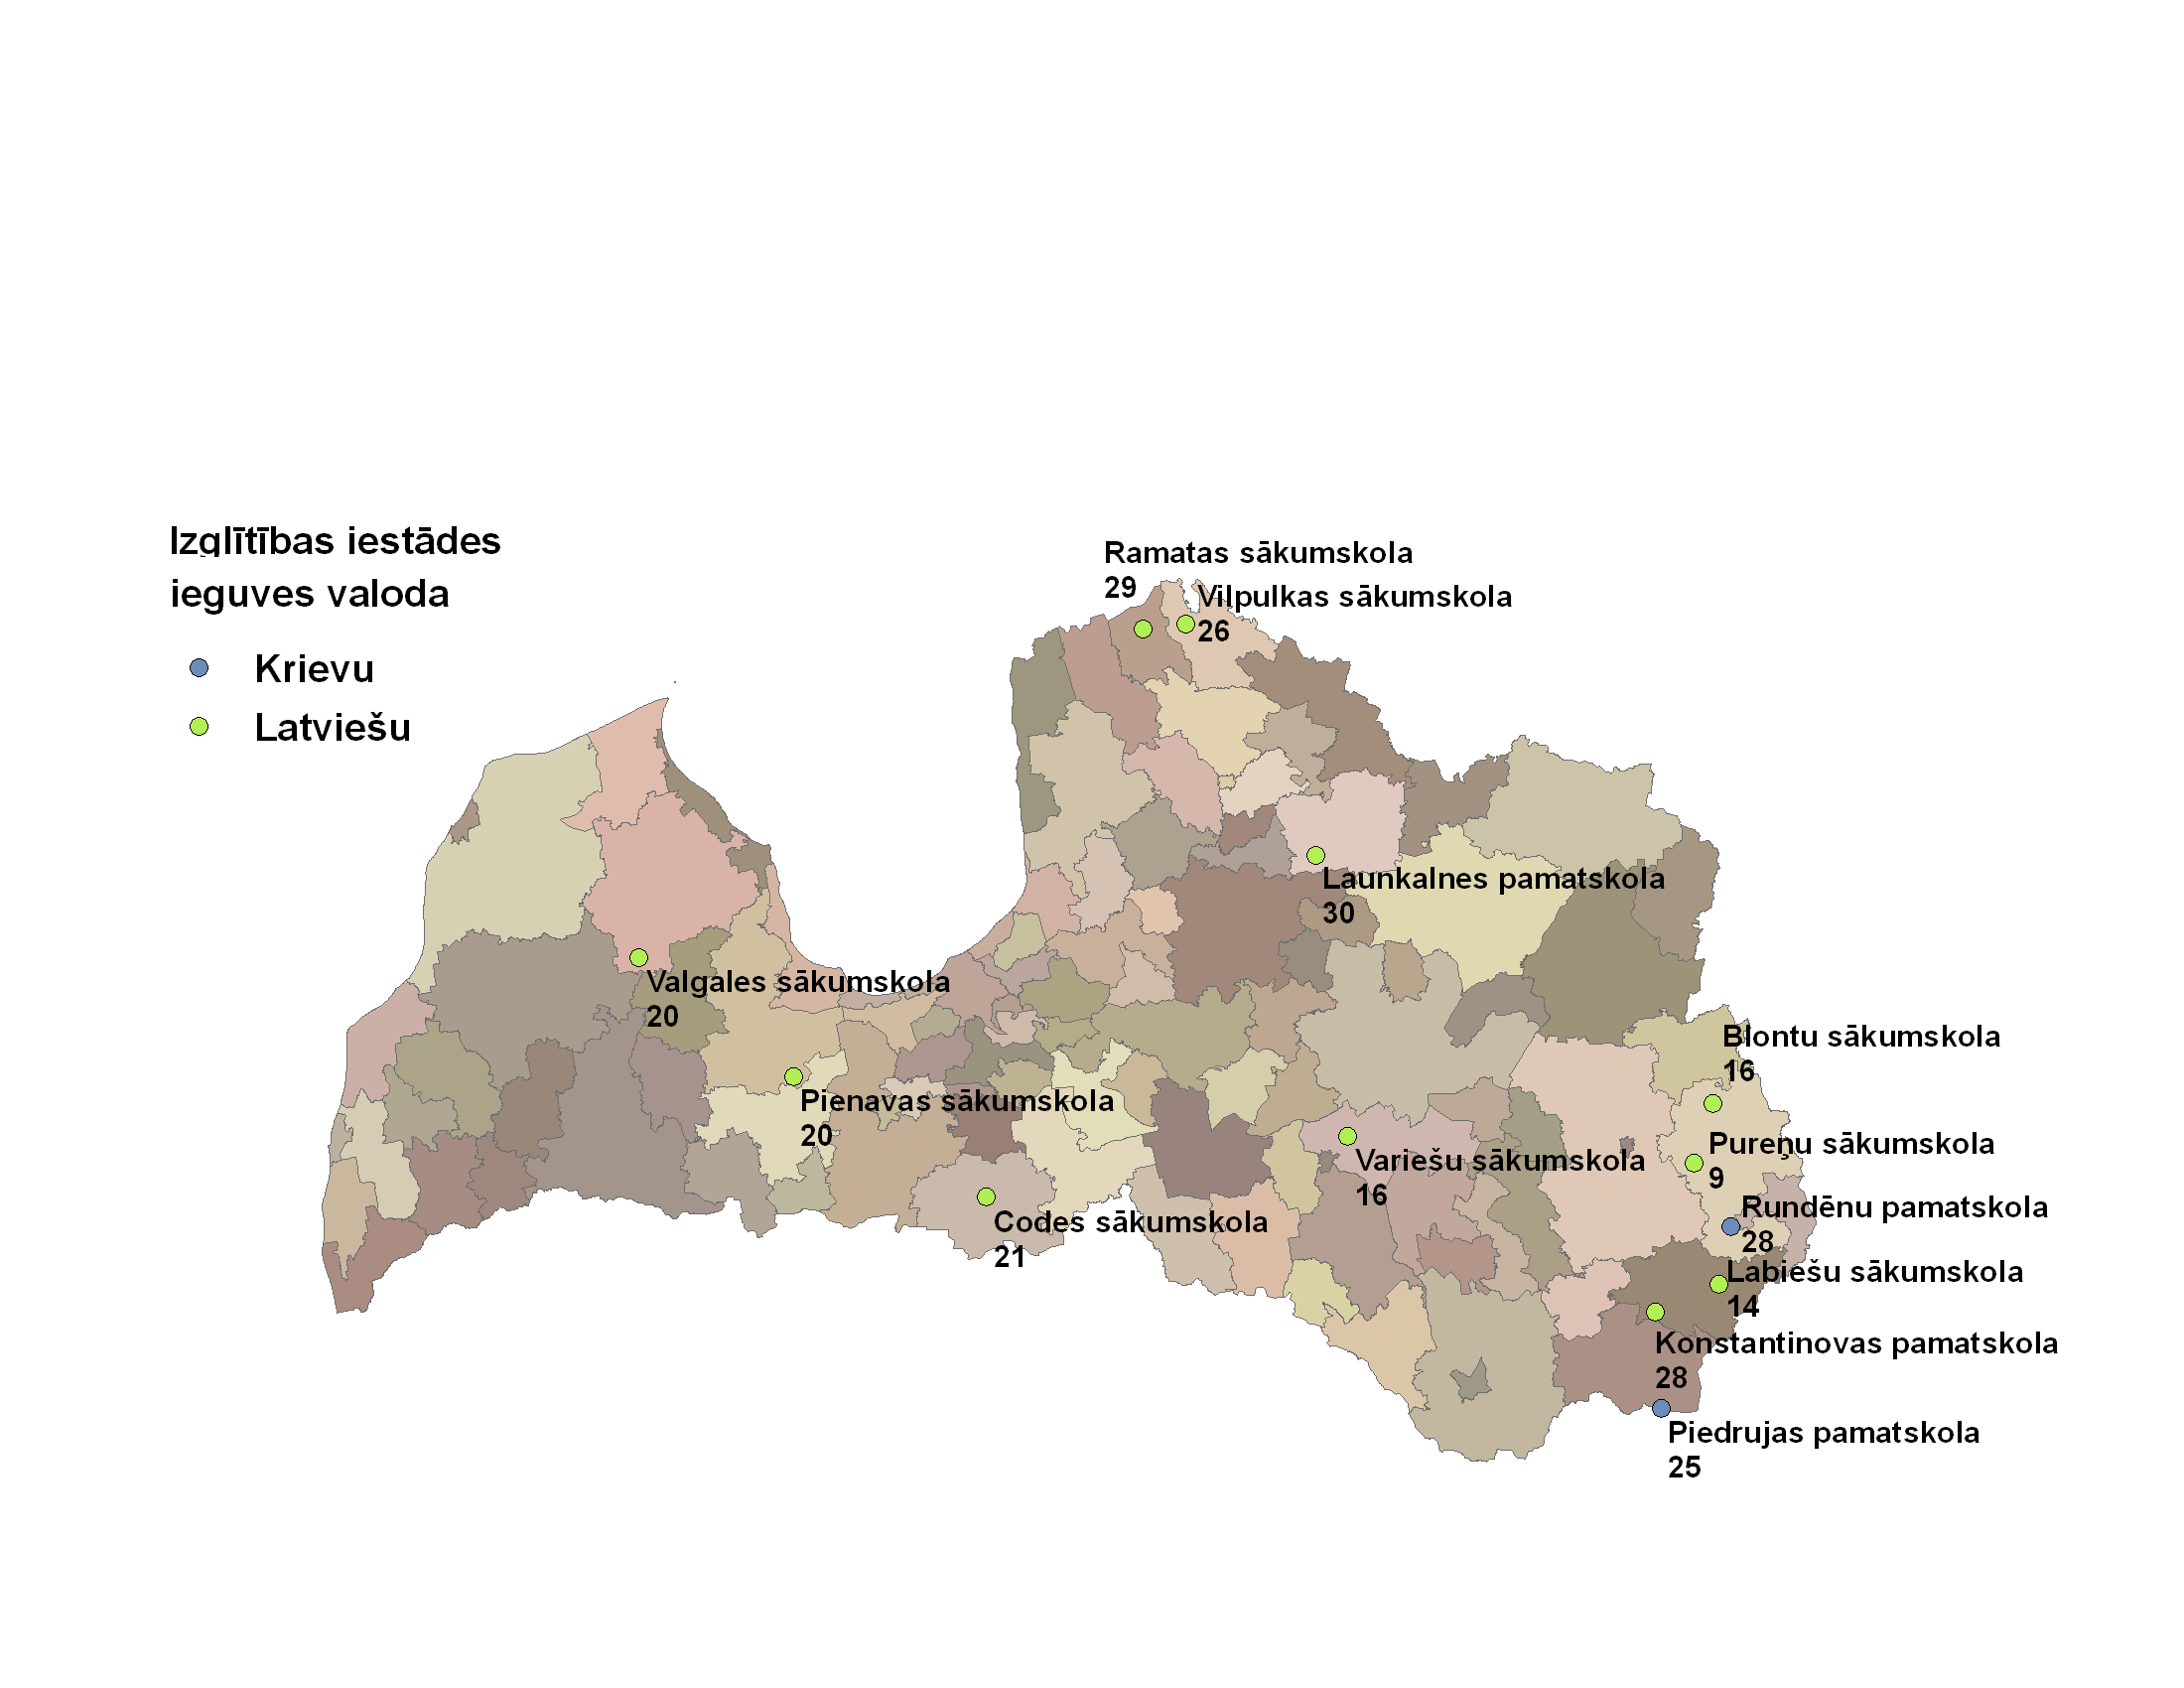 Izglītības iestādes
ieguves valoda
Krievu
Latviešu
Ramatas sākumskola
29
Vilpulkas sākumskola
26
Launkalnes pamatskola
30
Valgales sākumskola
20
Blontu sākumskola
16
Pienavas sākumskola
20
Pureņu sākumskola
9
Variešu sākumskola
16
Rundēnu pamatskola
28
Codes sākumskola
21
Labiešu sākumskola
14
Konstantinovas pamatskola
28
Piedrujas pamatskola
25